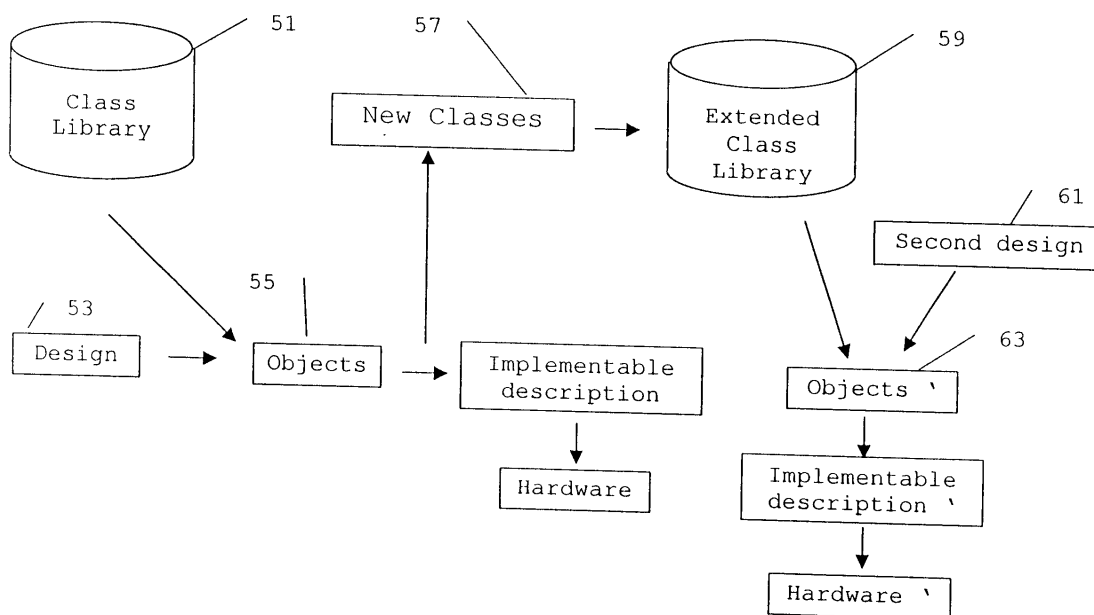 51
57
59
Class
Library
New Classes
Extended
Class
Library
61
Second design
55
53
63
Design
Objects
Implementable
description
Objects `
Hardware
Implementable
description `
Hardware `